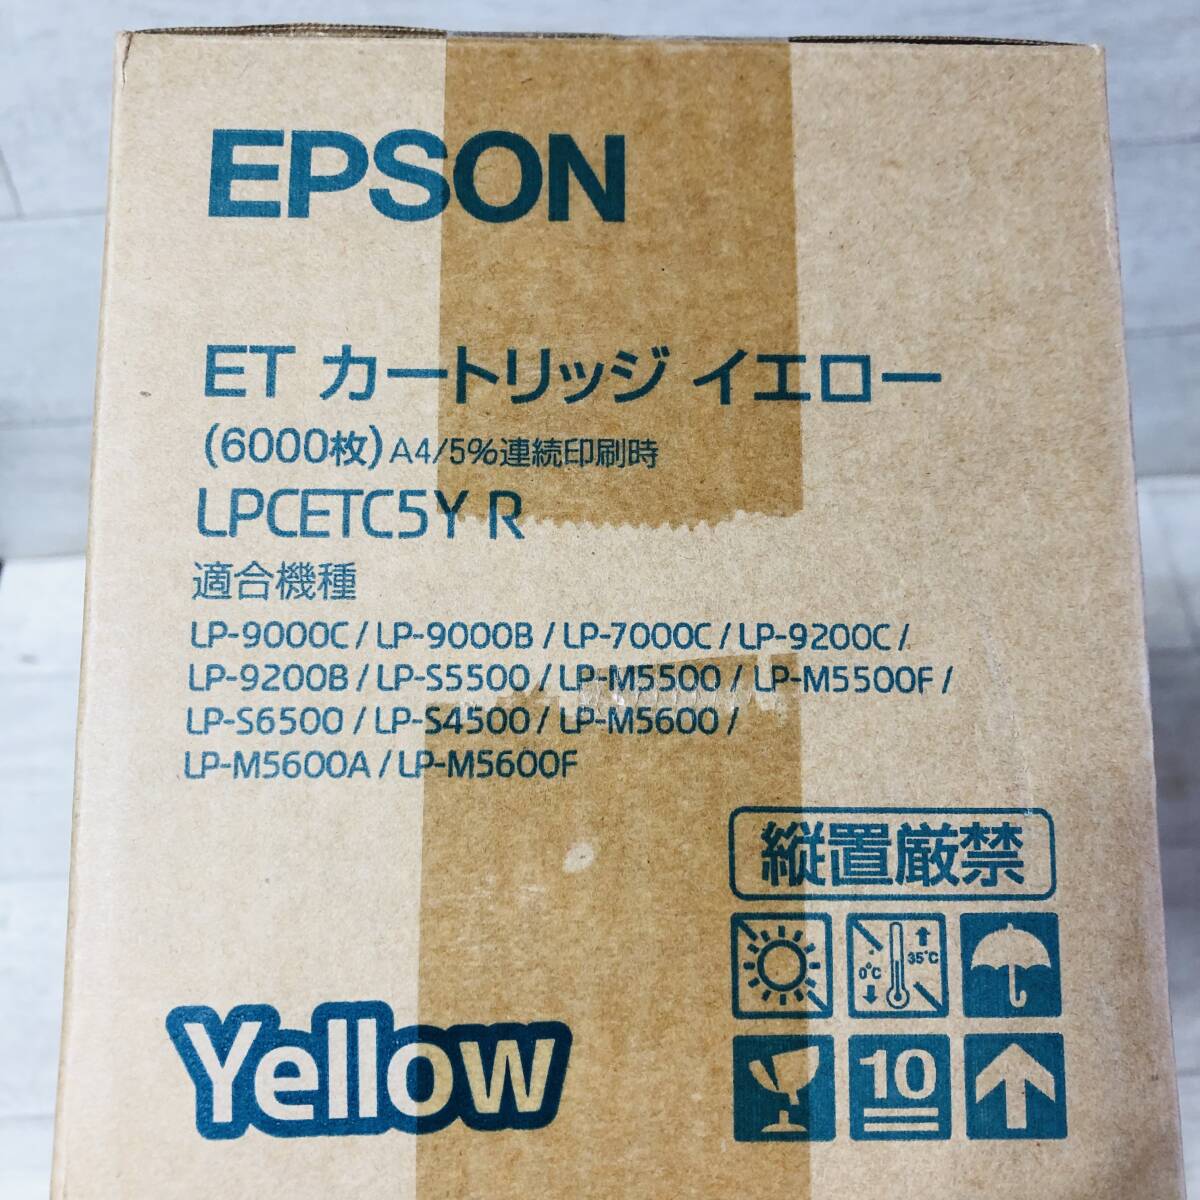 EPSON
ET カートリッジ イエロー
(6000枚) A4/5%連続印刷時
LPCETC5Y R
適合機種
LP-9000C / LP-9000B / LP-7000C / LP-9200C /
LP-9200B / LP-S5500 / LP-M5500 / LP-M5500F /
LP-S6500 / LP-S4500 / LP-M5600 /
LP-M5600A / LP-M5600F
縦置厳禁
0°C 35°C
Yellow
10